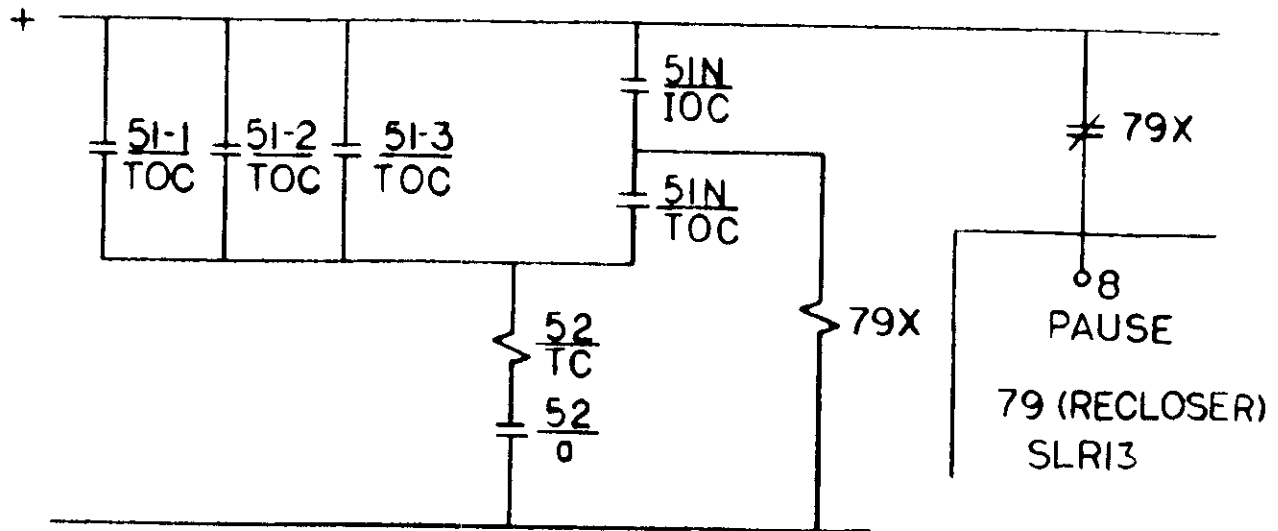 +
51-1
TOC
51-2
TOC
51-3
TOC
51N
IOC
51N
TOC
79X
8
PAUSE
79X
52
TC
52
a
79 (RECLOSER)
SLR13